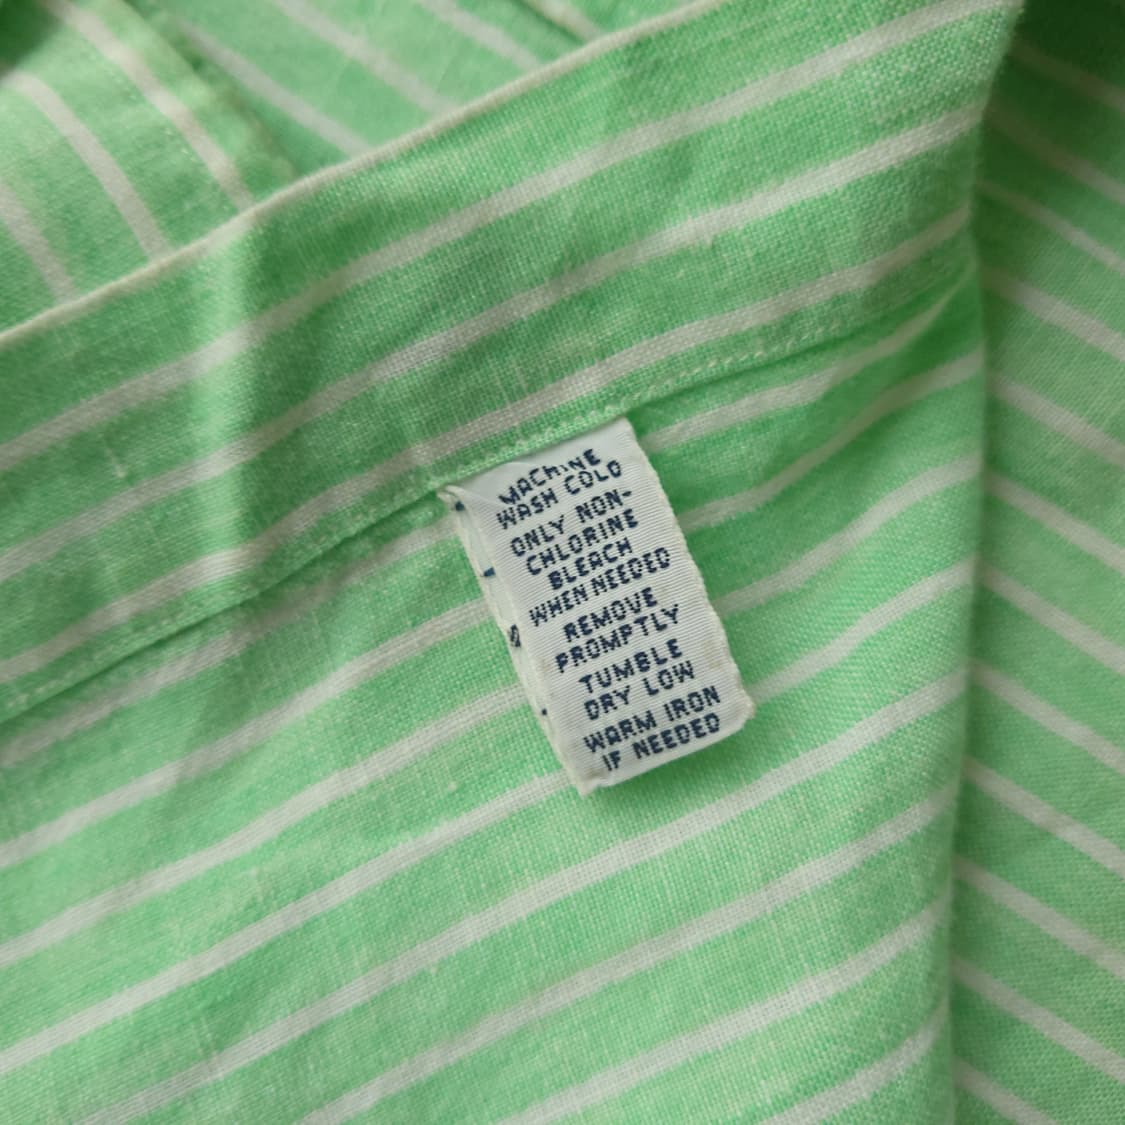 MACHINE
WASH COLD
ONLY NON-
CHLORINE
BLEACH
WHEN NEEDED
REMOVE
PROMPTLY
TUMBLE
DRY LOW
WARM IRON
IF NEEDED